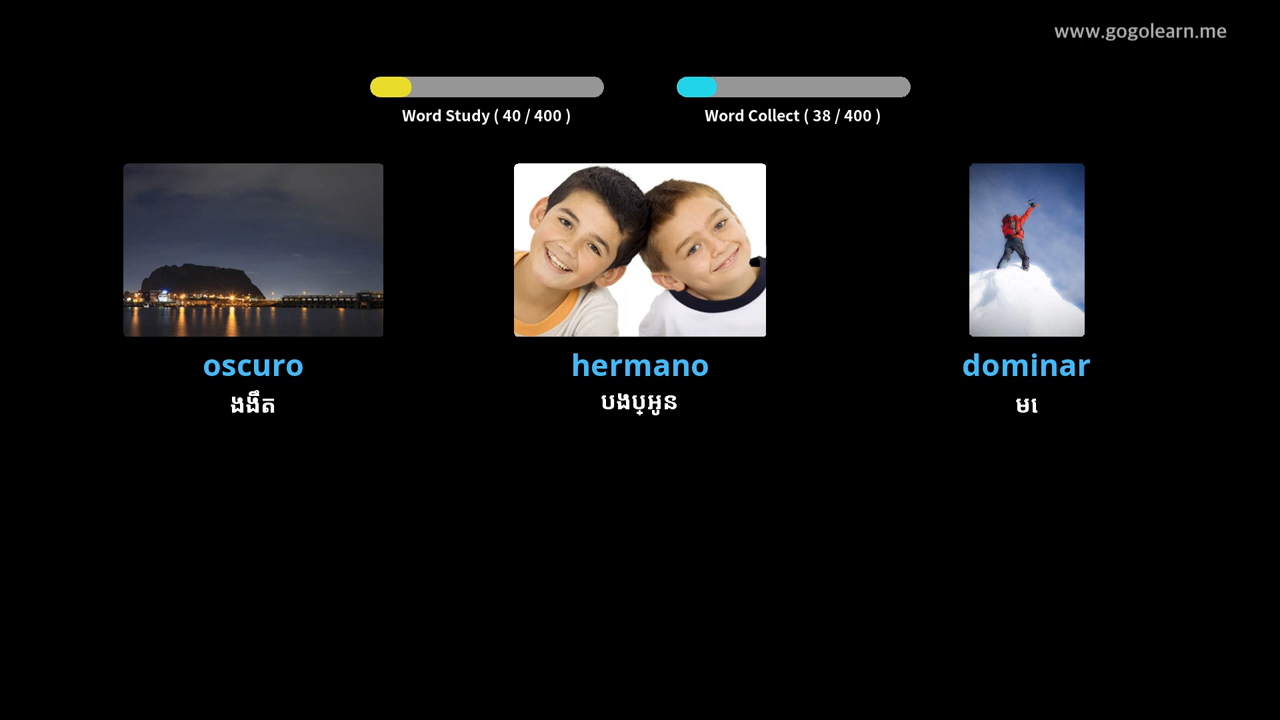 www.gogolearn.me
Word Study ( 40 / 400 )
Word Collect ( 38 / 400 )
oscuro
hermano
dominar
ងងឹត
បងប្អូន
មេ